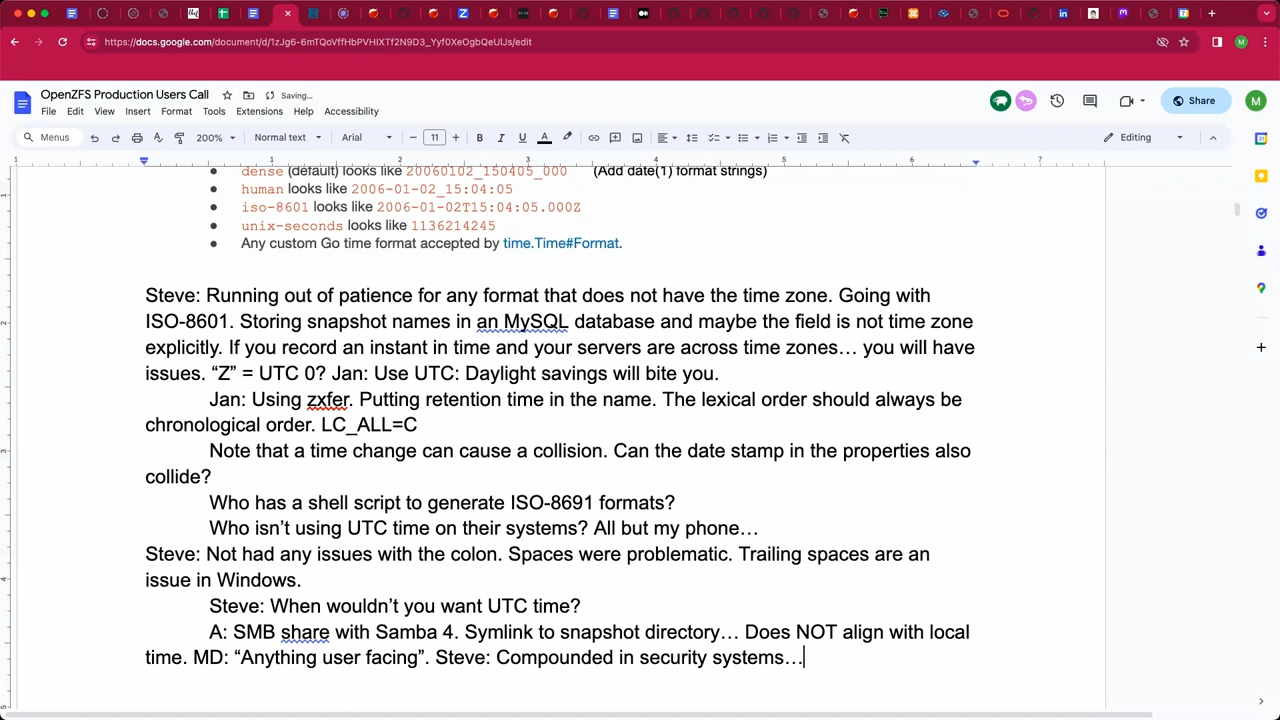 https://docs.google.com/document/d/1zJg6-6mTQoVffHbPVHIXTf2N9D3_Yyf0XeOgbQeUIJs/edit
OpenZFS Production Users Call
Saving…
File Edit View Insert Format Tools Extensions Help Accessibility
Share
M
Menus
200%
Normal text
Arial
11
Editing
1 1 2 3 4 5 6 7
dense (default) looks like 20060102_150405_000 (Add date(1) format strings)
human looks like 2006-01-02_15:04:05
iso-8601 looks like 2006-01-02T15:04:05.000Z
unix-seconds looks like 1136214245
Any custom Go time format accepted by time.Time#Format.
Steve: Running out of patience for any format that does not have the time zone. Going with
ISO-8601. Storing snapshot names in an MySQL database and maybe the field is not time zone
explicitly. If you record an instant in time and your servers are across time zones… you will have
issues. “Z” = UTC 0? Jan: Use UTC: Daylight savings will bite you.
Jan: Using zxfer. Putting retention time in the name. The lexical order should always be
chronological order. LC_ALL=C
Note that a time change can cause a collision. Can the date stamp in the properties also
collide?
Who has a shell script to generate ISO-8691 formats?
Who isn’t using UTC time on their systems? All but my phone…
Steve: Not had any issues with the colon. Spaces were problematic. Trailing spaces are an
issue in Windows.
Steve: When wouldn’t you want UTC time?
A: SMB share with Samba 4. Symlink to snapshot directory… Does NOT align with local
time. MD: “Anything user facing”. Steve: Compounded in security systems…